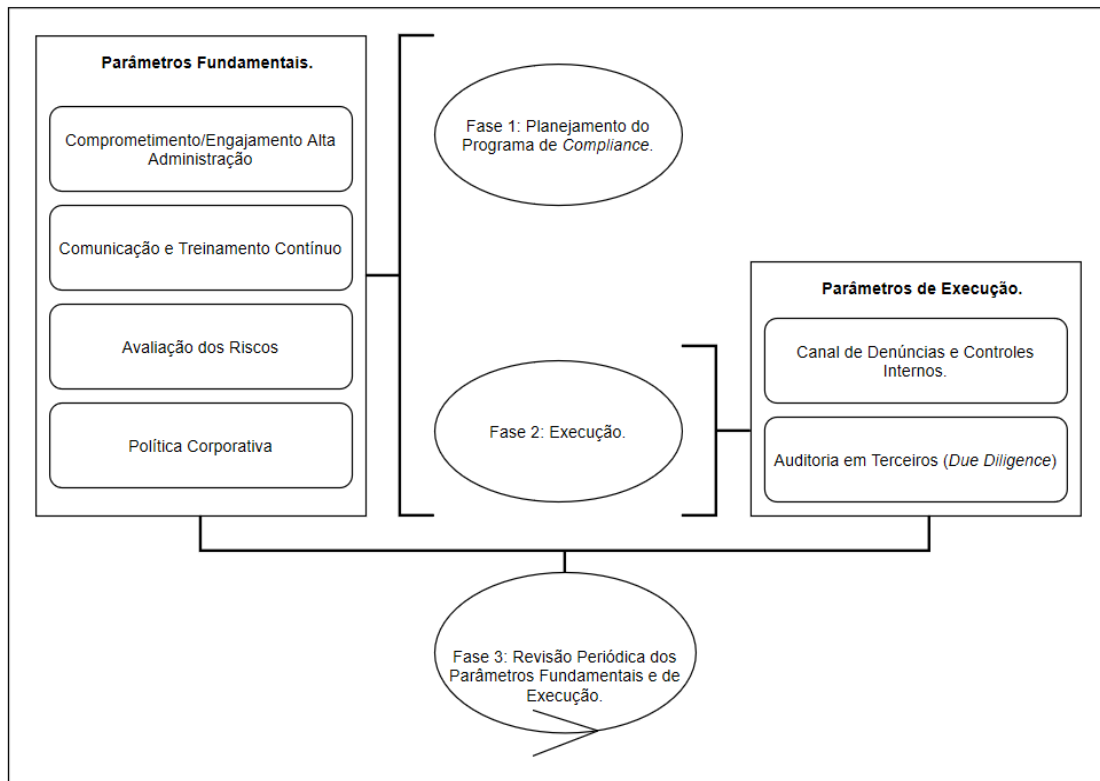 Parâmetros Fundamentais.
Comprometimento/Engajamento Alta
Administração
Comunicação e Treinamento Contínuo
Avaliação dos Riscos
Política Corporativa
Fase 1: Planejamento do
Programa de Compliance.
Fase 2: Execução.
Parâmetros de Execução.
Canal de Denúncias e Controles
Internos.
Auditoria em Terceiros (Due Diligence)
Fase 3: Revisão Periódica dos
Parâmetros Fundamentais e de
Execução.